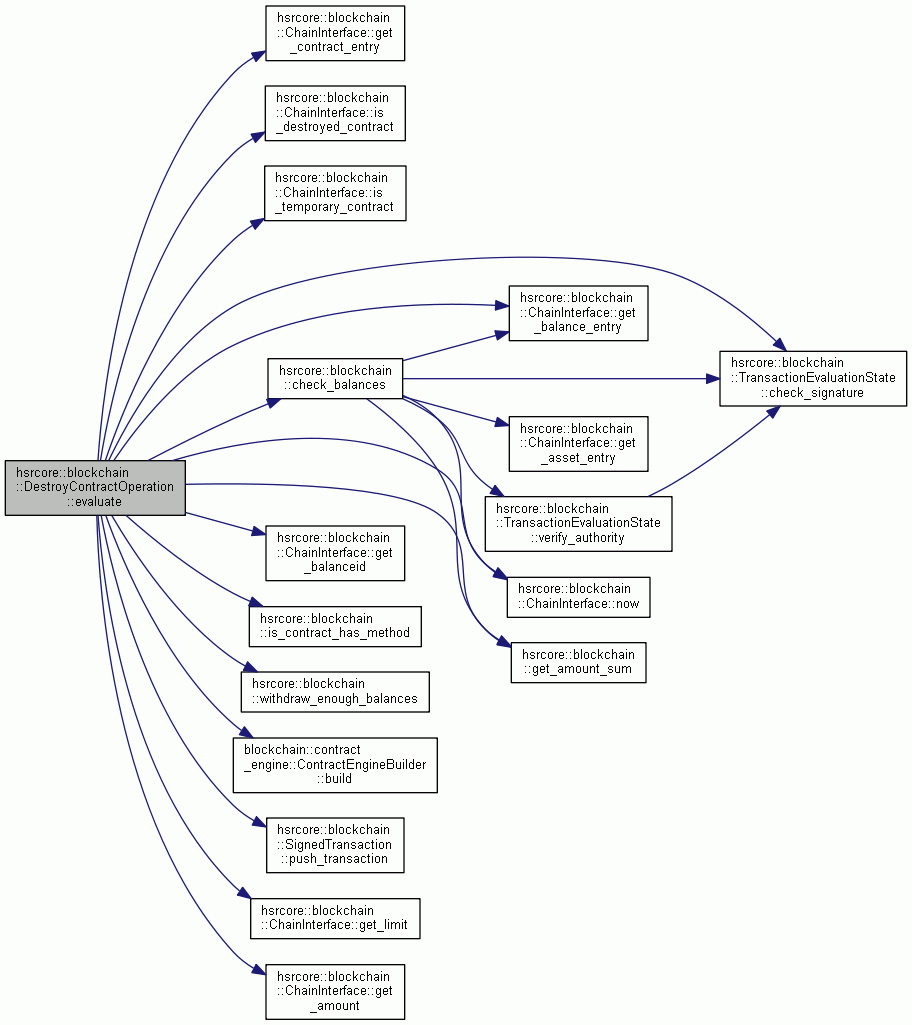 hsrcore::blockchain
::ChainInterface::get
_contract_entry
hsrcore::blockchain
::ChainInterface::is
_destroyed_contract
hsrcore::blockchain
::ChainInterface::is
_temporary_contract
hsrcore::blockchain
::ChainInterface::get
_balance_entry
hsrcore::blockchain
::check_balances
hsrcore::blockchain
::TransactionEvaluationState
::check_signature
hsrcore::blockchain
::ChainInterface::get
_asset_entry
hsrcore::blockchain
::DestroyContractOperation
::evaluate
hsrcore::blockchain
::TransactionEvaluationState
::verify_authority
hsrcore::blockchain
::ChainInterface::get
_balanceid
hsrcore::blockchain
::ChainInterface::now
hsrcore::blockchain
::is_contract_has_method
hsrcore::blockchain
::get_amount_sum
hsrcore::blockchain
::withdraw_enough_balances
blockchain::contract
_engine::ContractEngineBuilder
::build
hsrcore::blockchain
::SignedTransaction
::push_transaction
hsrcore::blockchain
::ChainInterface::get_limit
hsrcore::blockchain
::ChainInterface::get
_amount